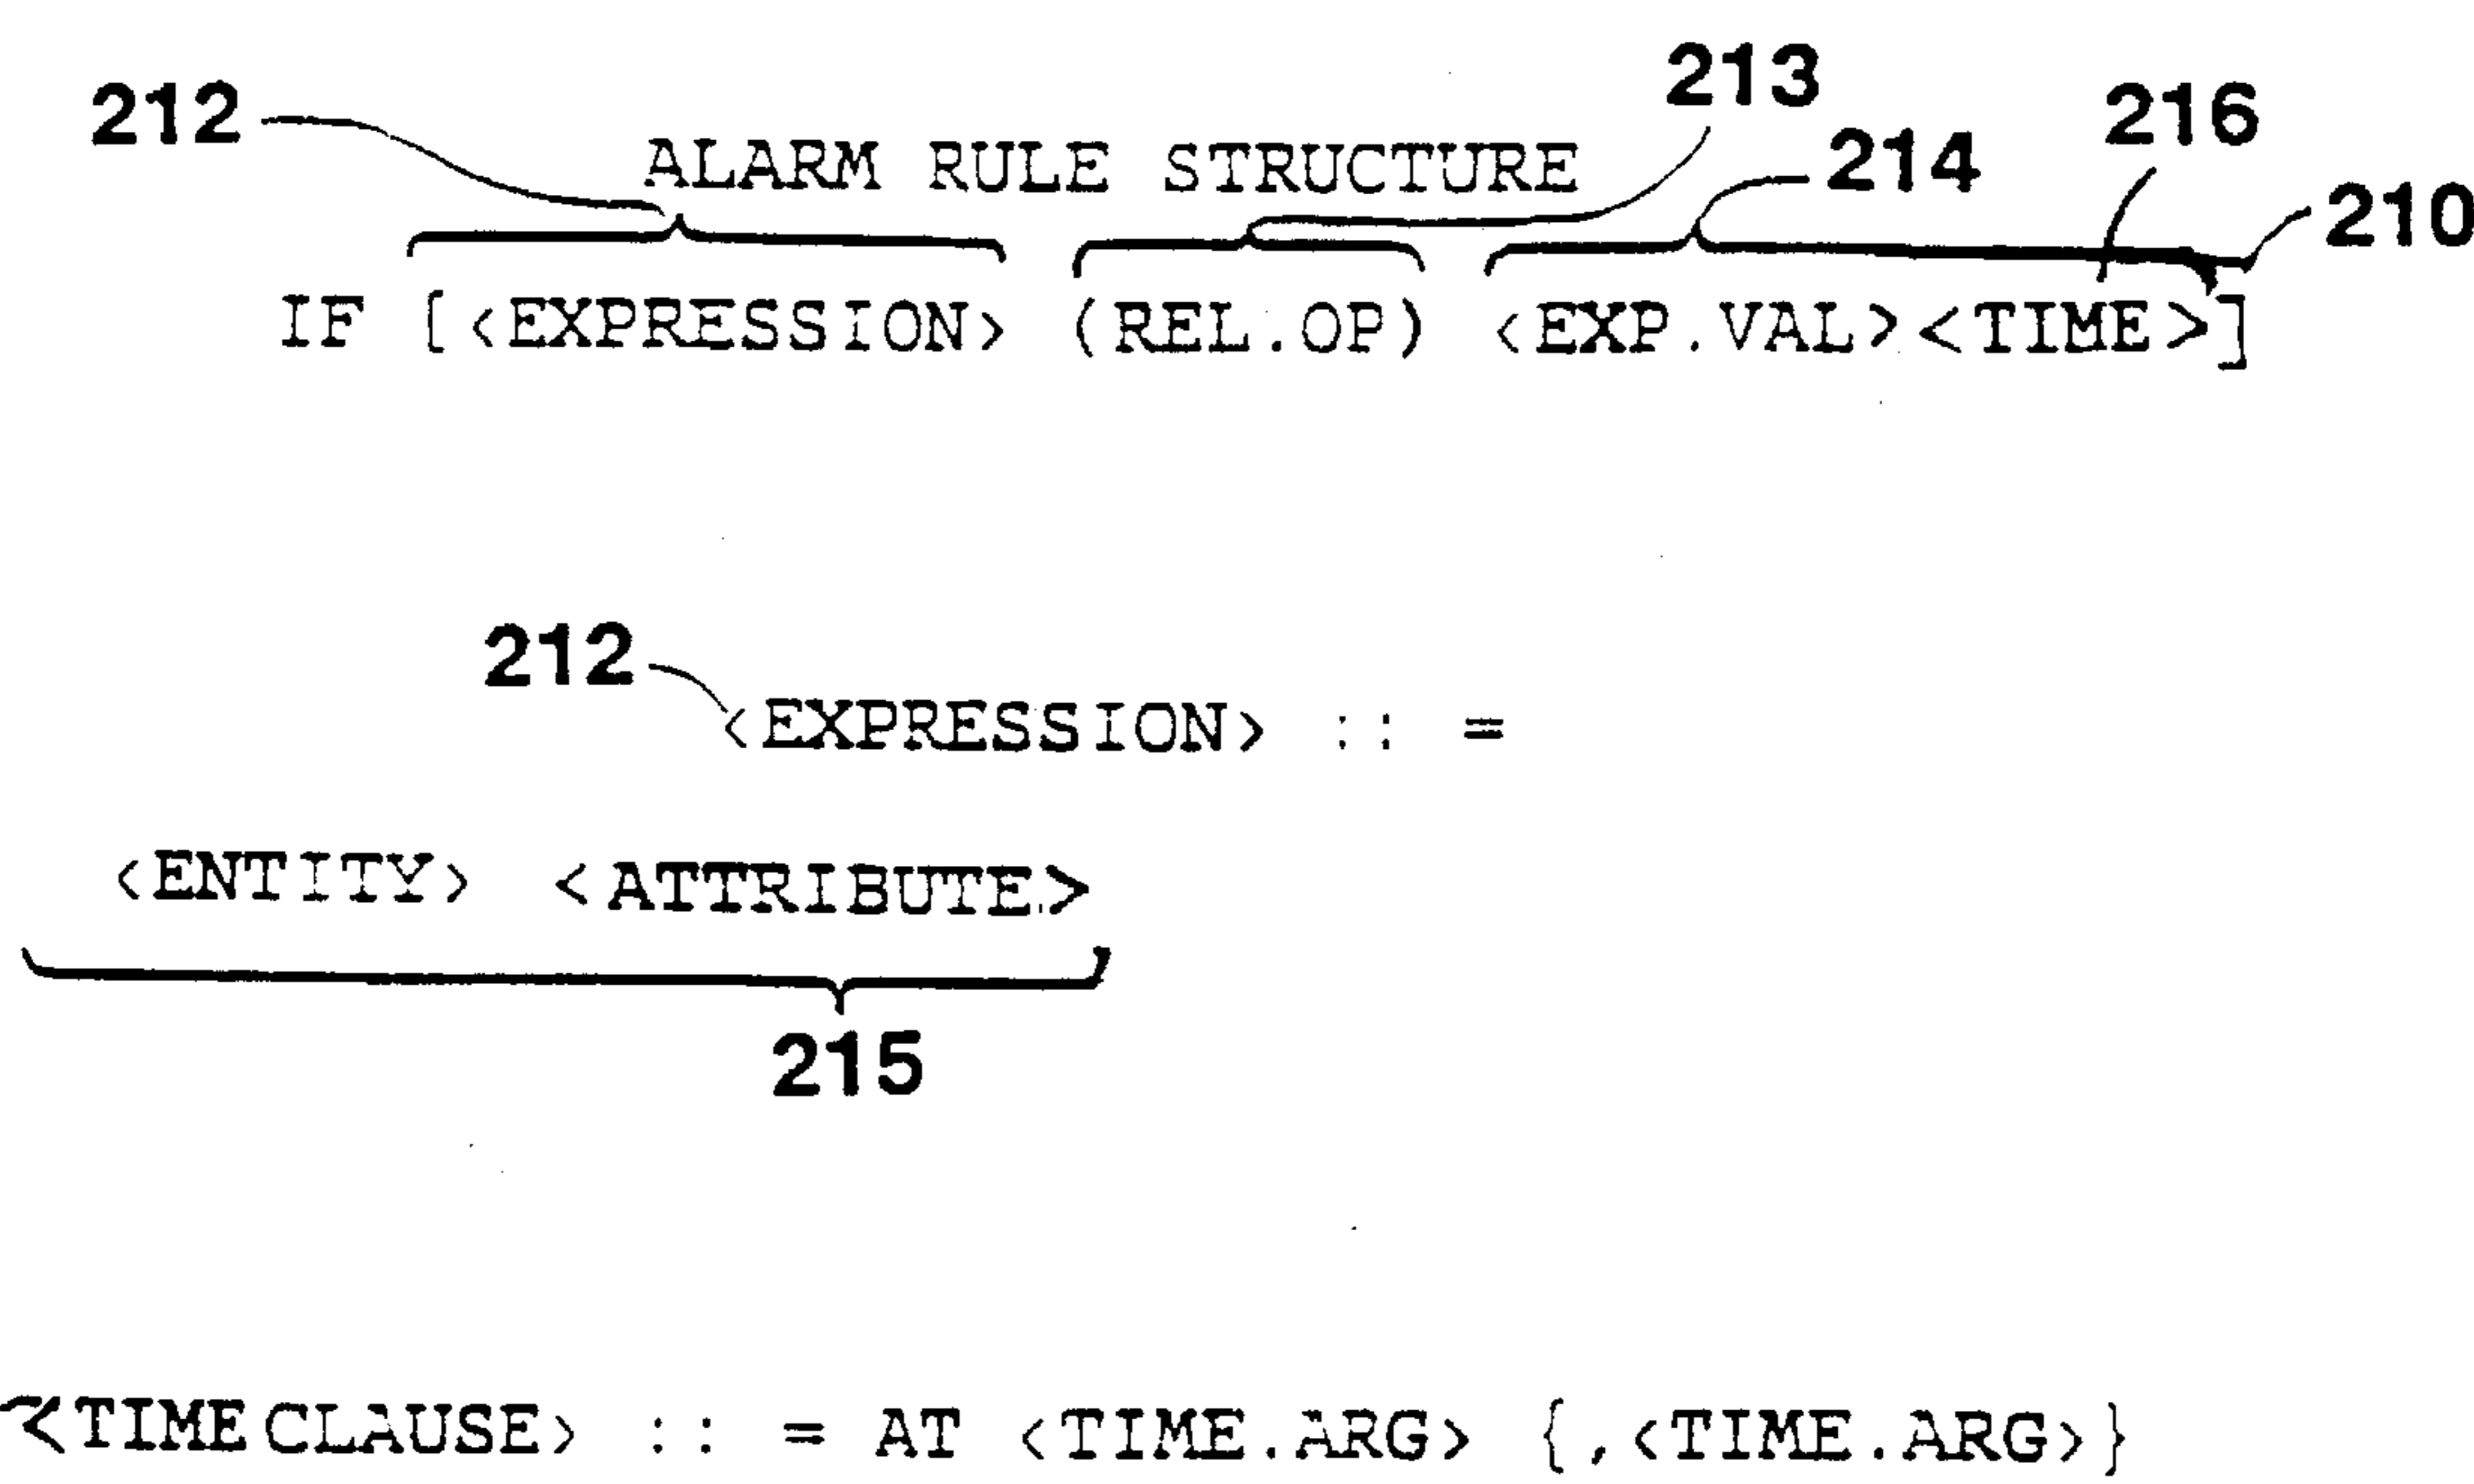 213
212 216
ALARM RULE STRUCTURE 214
210
IF [<EXPRESSION> (REL.OP) <EXP.VAL><TIME>]
212
<EXPRESSION> :: =
<ENTITY> <ATTRIBUTE>
215
<TIME CLAUSE> :: = AT <TIME.ARG> {,<TIME.ARG>}